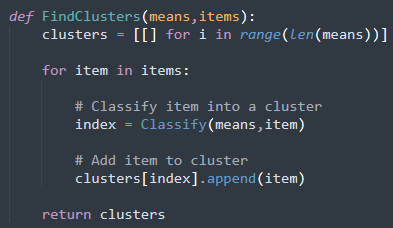 def FindClusters(means,items):
    clusters = [[] for i in range(len(means))]
    for item in items:
        # Classify item into a cluster
        index = Classify(means,item)
        # Add item to cluster
        clusters[index].append(item)
    return clusters